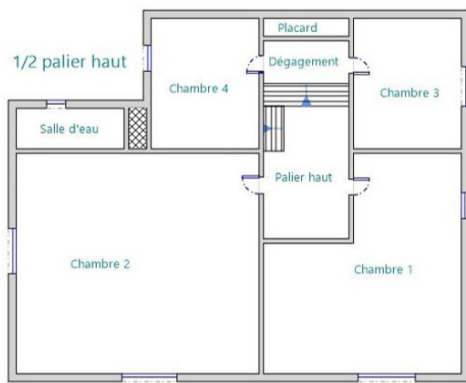 Placard
1/2 palier haut
Dégagement
Chambre 4
Chambre 3
Salle d'eau
Palier haut
Chambre 2
Chambre 1